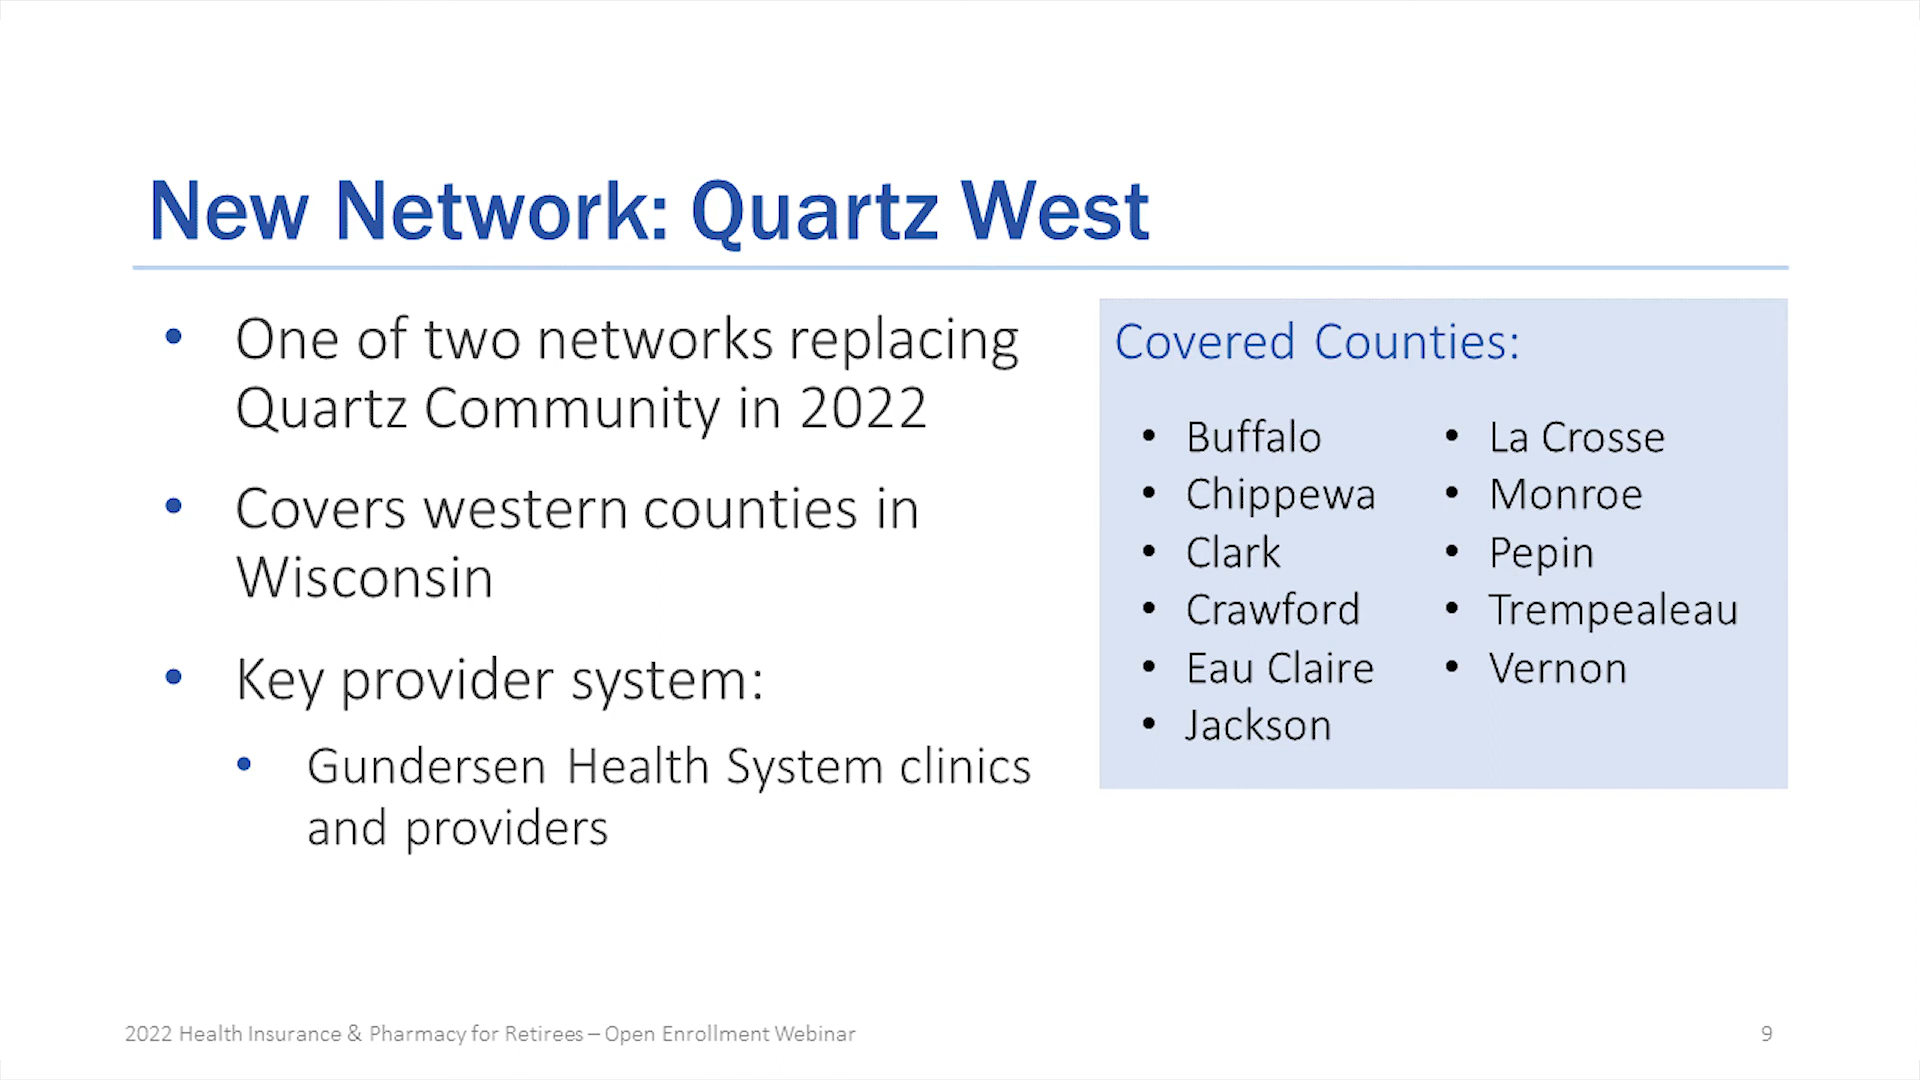 New Network: Quartz West
• One of two networks replacing
Quartz Community in 2022
• Covers western counties in
Wisconsin
• Key provider system:
• Gundersen Health System clinics
and providers
Covered Counties:
• Buffalo
• Chippewa
• Clark
• Crawford
• Eau Claire
• Jackson
• La Crosse
• Monroe
• Pepin
• Trempealeau
• Vernon
2022 Health Insurance & Pharmacy for Retirees – Open Enrollment Webinar
9